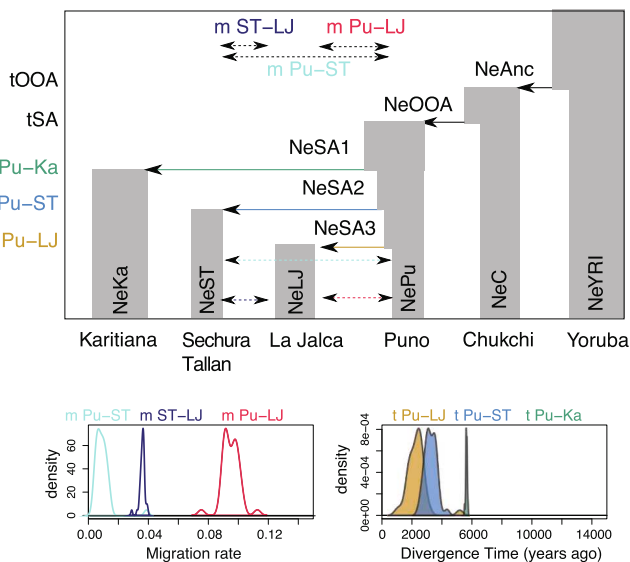 m ST−LJ m Pu−LJ
m Pu−ST
NeAnc
tOOA
NeOOA
tSA
NeSA1
Pu−Ka
NeSA2
Pu−ST
NeSA3
Pu−LJ
NeKa NeST NeLJ NePu NeC NeYRI
Karitiana Sechura Tallan La Jalca Puno Chukchi Yoruba
m Pu−ST m ST−LJ m Pu−LJ
density
0 20 40 60
0.00 0.04 0.08 0.12
Migration rate
t Pu−LJ t Pu−ST t Pu−Ka
density
0e+00 4e−04 8e−04
0 2000 6000 10000 14000
Divergence Time (years ago)